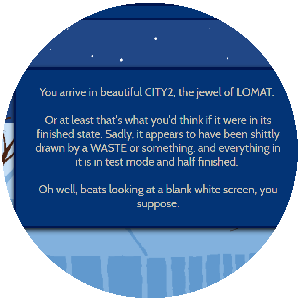 You arrive in beautiful CITY2, the jewel of LOMAT.
Or at least that's what you'd think if it were in its
finished state. Sadly, it appears to have been shittly
drawn by a WASTE or something, and everything in
it is in test mode and half finished.
Oh well, beats looking at a blank white screen, you
suppose.